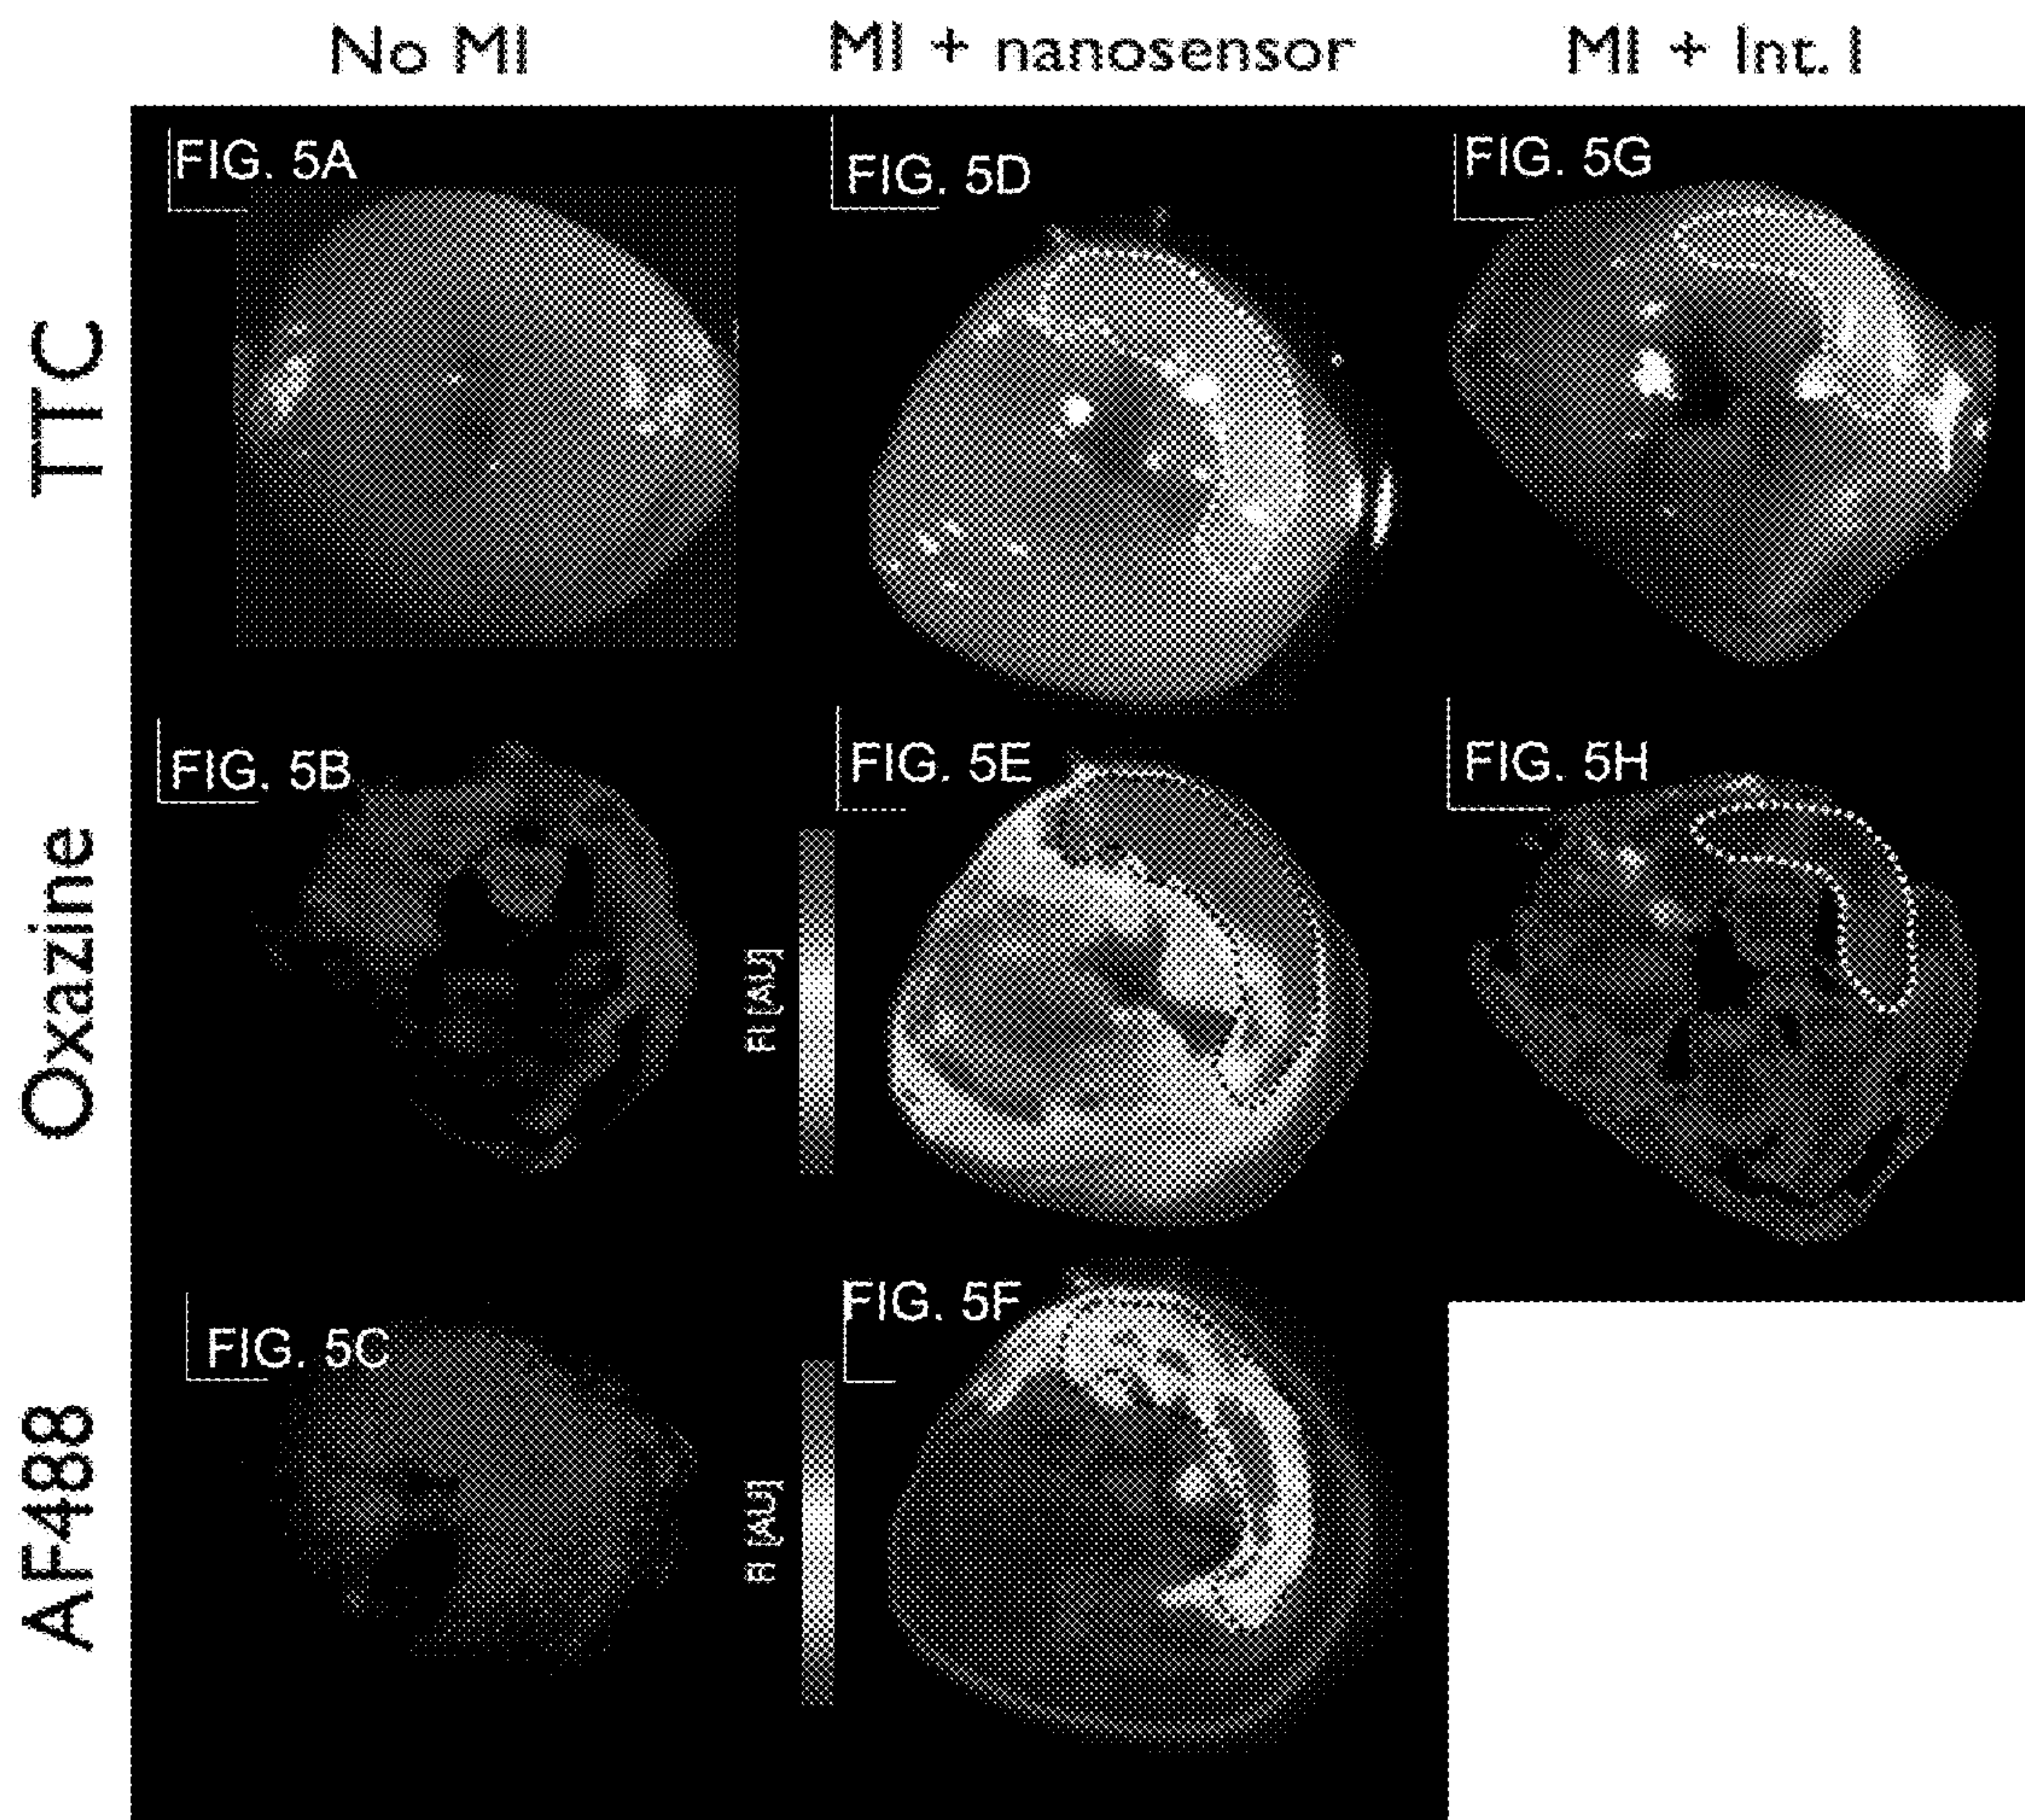 No MI MI + nanosensor MI + Int. I
TTC
FIG. 5A FIG. 5D FIG. 5G
Oxazine
FIG. 5B FIG. 5E FIG. 5H
FI [AU]
AF488
FIG. 5C FIG. 5F
FI [AU]